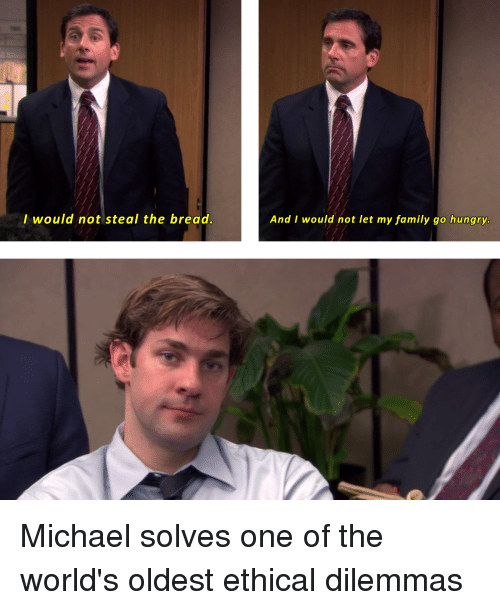 I would not steal the bread.
And I would not let my family go hungry.
Michael solves one of the
world's oldest ethical dilemmas